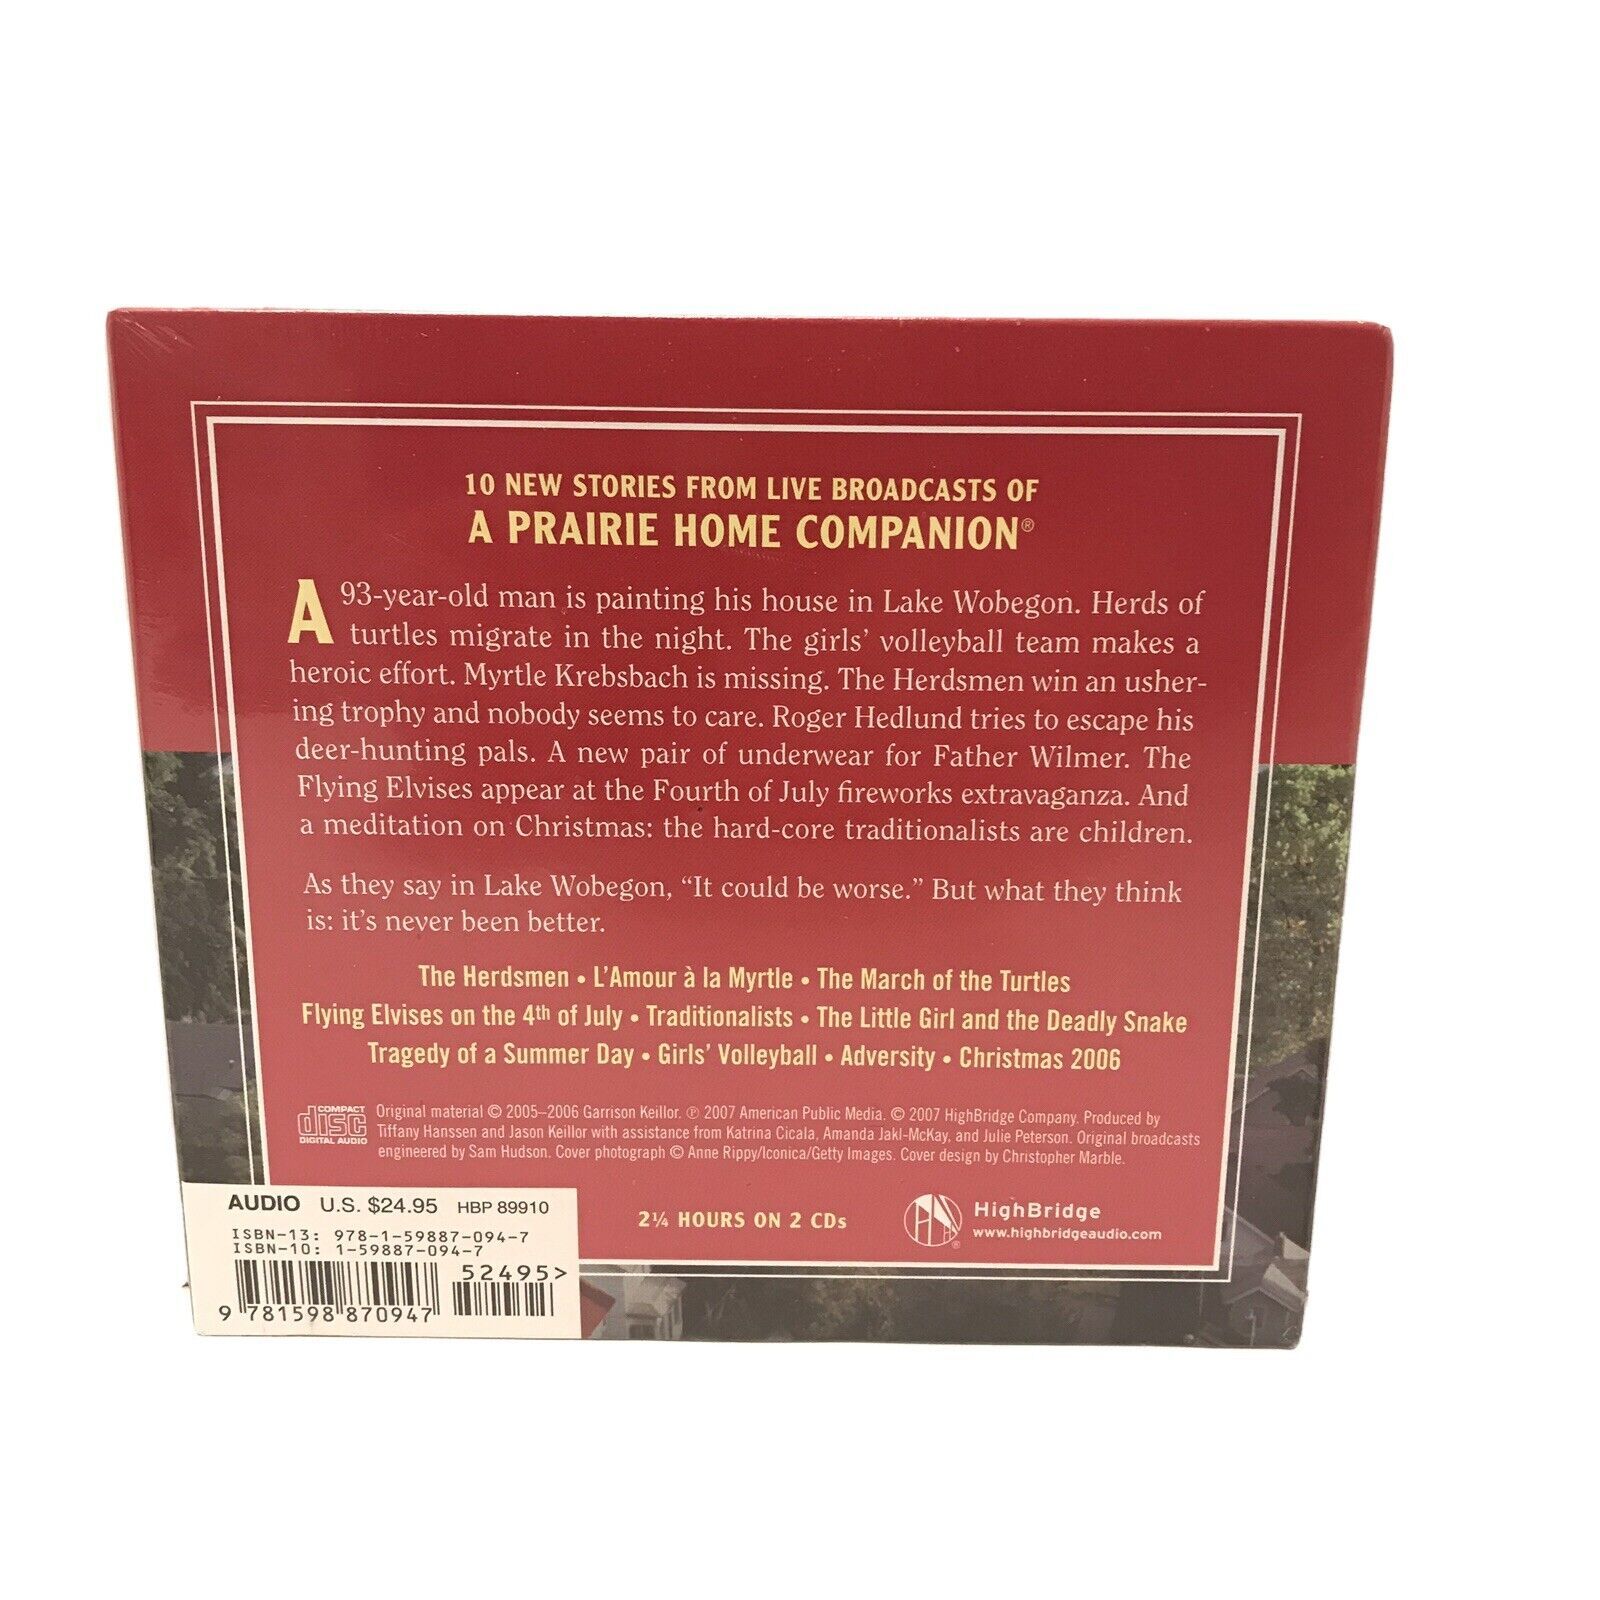 10 NEW STORIES FROM LIVE BROADCASTS OF
A PRAIRIE HOME COMPANION®
A 93-year-old man is painting his house in Lake Wobegon. Herds of
turtles migrate in the night. The girls' volleyball team makes a
heroic effort. Myrtle Krebsbach is missing. The Herdsmen win an usher-
ing trophy and nobody seems to care. Roger Hedlund tries to escape his
deer-hunting pals. A new pair of underwear for Father Wilmer. The
Flying Elvises appear at the Fourth of July fireworks extravaganza. And
a meditation on Christmas: the hard-core traditionalists are children.
As they say in Lake Wobegon, “It could be worse.” But what they think
is: it's never been better.
The Herdsmen • L'Amour à la Myrtle • The March of the Turtles
Flying Elvises on the 4th of July • Traditionalists • The Little Girl and the Deadly Snake
Tragedy of a Summer Day • Girls' Volleyball • Adversity • Christmas 2006
COMPACT
disc
DIGITAL AUDIO
Original material © 2005–2006 Garrison Keillor. ℗ 2007 American Public Media. © 2007 HighBridge Company. Produced by
Tiffany Hanssen and Jason Keillor with assistance from Katrina Cicala, Amanda Jakl-McKay, and Julie Peterson. Original broadcasts
engineered by Sam Hudson. Cover photograph © Anne Rippy/Iconica/Getty Images. Cover design by Christopher Marble.
AUDIO U.S. $24.95 HBP 89910
ISBN-13: 978-1-59887-094-7
ISBN-10: 1-59887-094-7
52495>
9 781598 870947
2¼ HOURS ON 2 CDs
®
HighBridge
www.highbridgeaudio.com